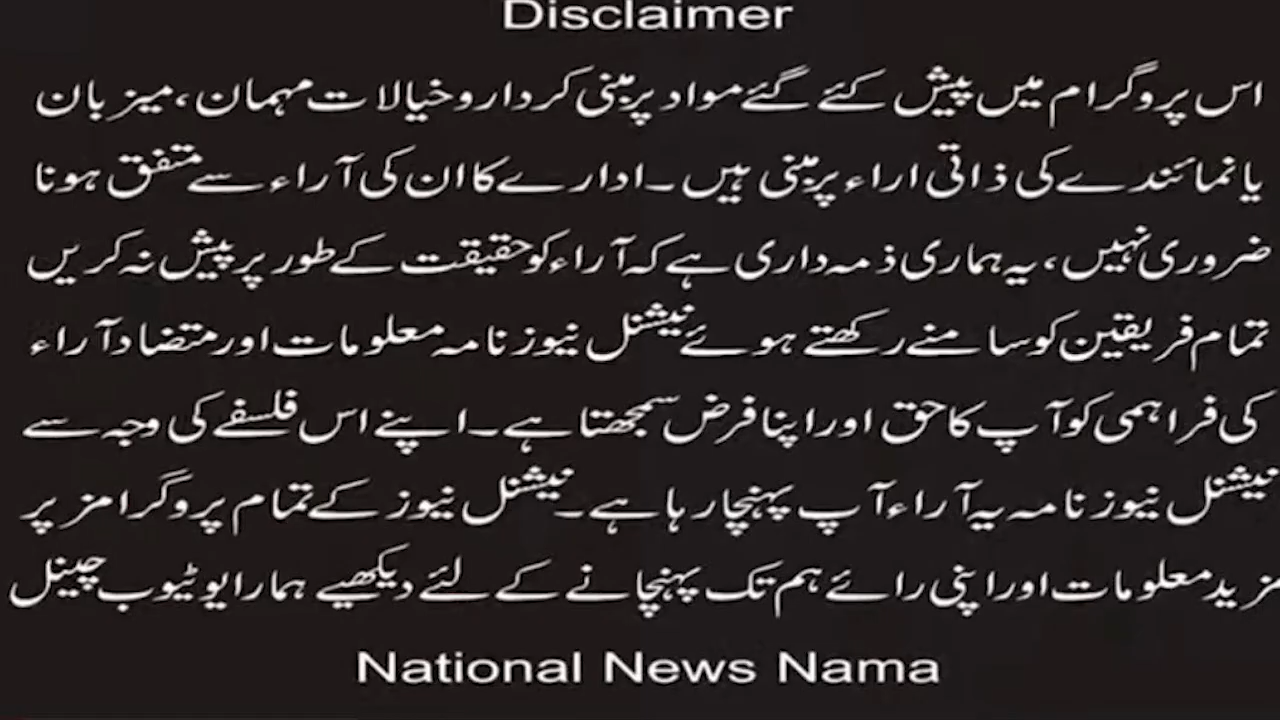 Disclaimer
اس پروگرام میں پیش کئے گئے مواد پر مبنی کردار و خیالات مہمان، میزبان
یا نمائندے کی ذاتی اراء پر مبنی ہیں۔ ادارے کا ان کی آراء سے متفق ہونا
ضروری نہیں، یہ ہماری ذمہ داری ہے کہ آراء کو حقیقت کے طور پر پیش نہ کریں
تمام فریقین کو سامنے رکھتے ہوئے نیشنل نیوز نامہ معلومات اور متضاد آراء
کی فراہمی کو آپ کا حق اور اپنا فرض سمجھتا ہے۔ اپنے اس فلسفے کی وجہ سے
نیشنل نیوز نامہ یہ آراء آپ پہنچا رہا ہے۔ نیشنل نیوز کے تمام پروگرامز پر
مزید معلومات اور اپنی رائے ہم تک پہنچانے کے لئے دیکھیے ہمارا یوٹیوب چینل
National News Nama